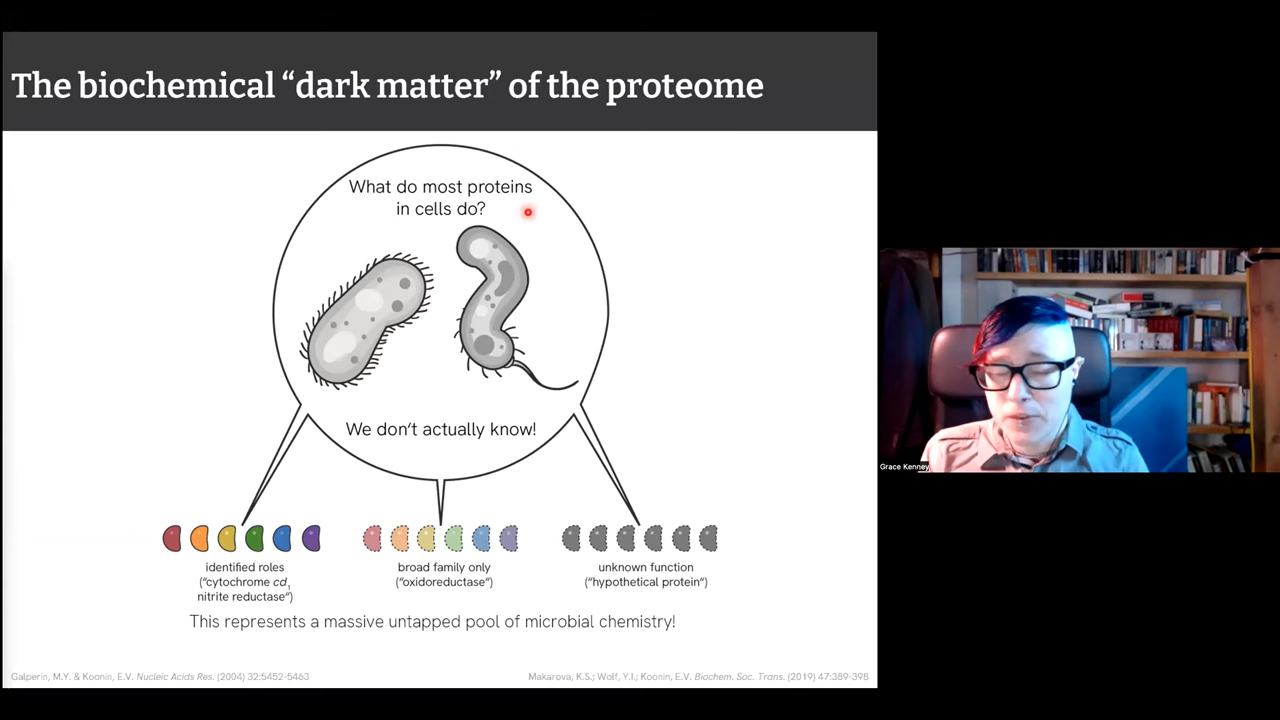 The biochemical “dark matter” of the proteome
What do most proteins
in cells do?
We don’t actually know!
identified roles
(“cytochrome cd1
nitrite reductase”)
broad family only
(“oxidoreductase”)
unknown function
(“hypothetical protein”)
This represents a massive untapped pool of microbial chemistry!
Galperin, M.Y. & Koonin, E.V. Nucleic Acids Res. (2004) 32:5452-5463
Makarova, K.S.; Wolf, Y.I.; Koonin, E.V. Biochem. Soc. Trans. (2019) 47:389-398
Grace Kenney